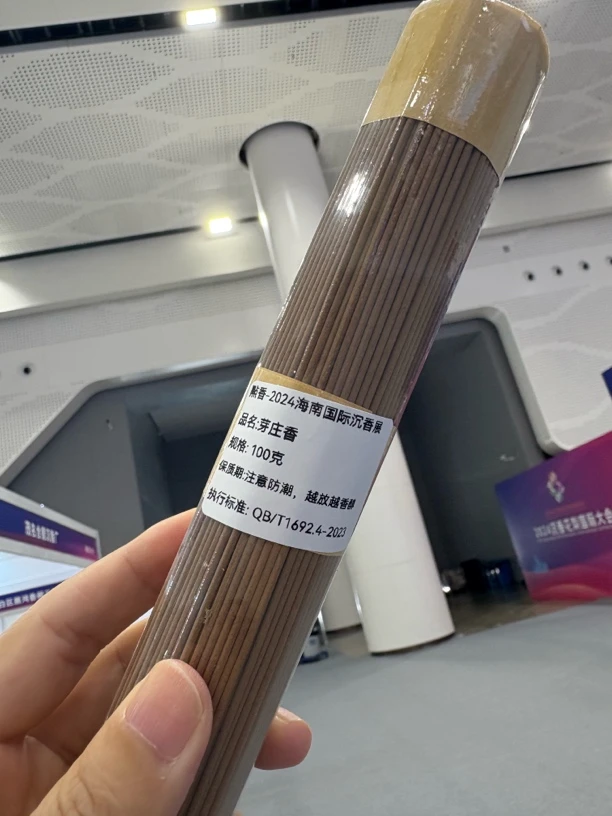 點香-2024海南国际沉香展
品名:芽庄香
规格: 100克
保质期:注意防潮，越放越香醇
执行标准: QB/T1692.4-2023